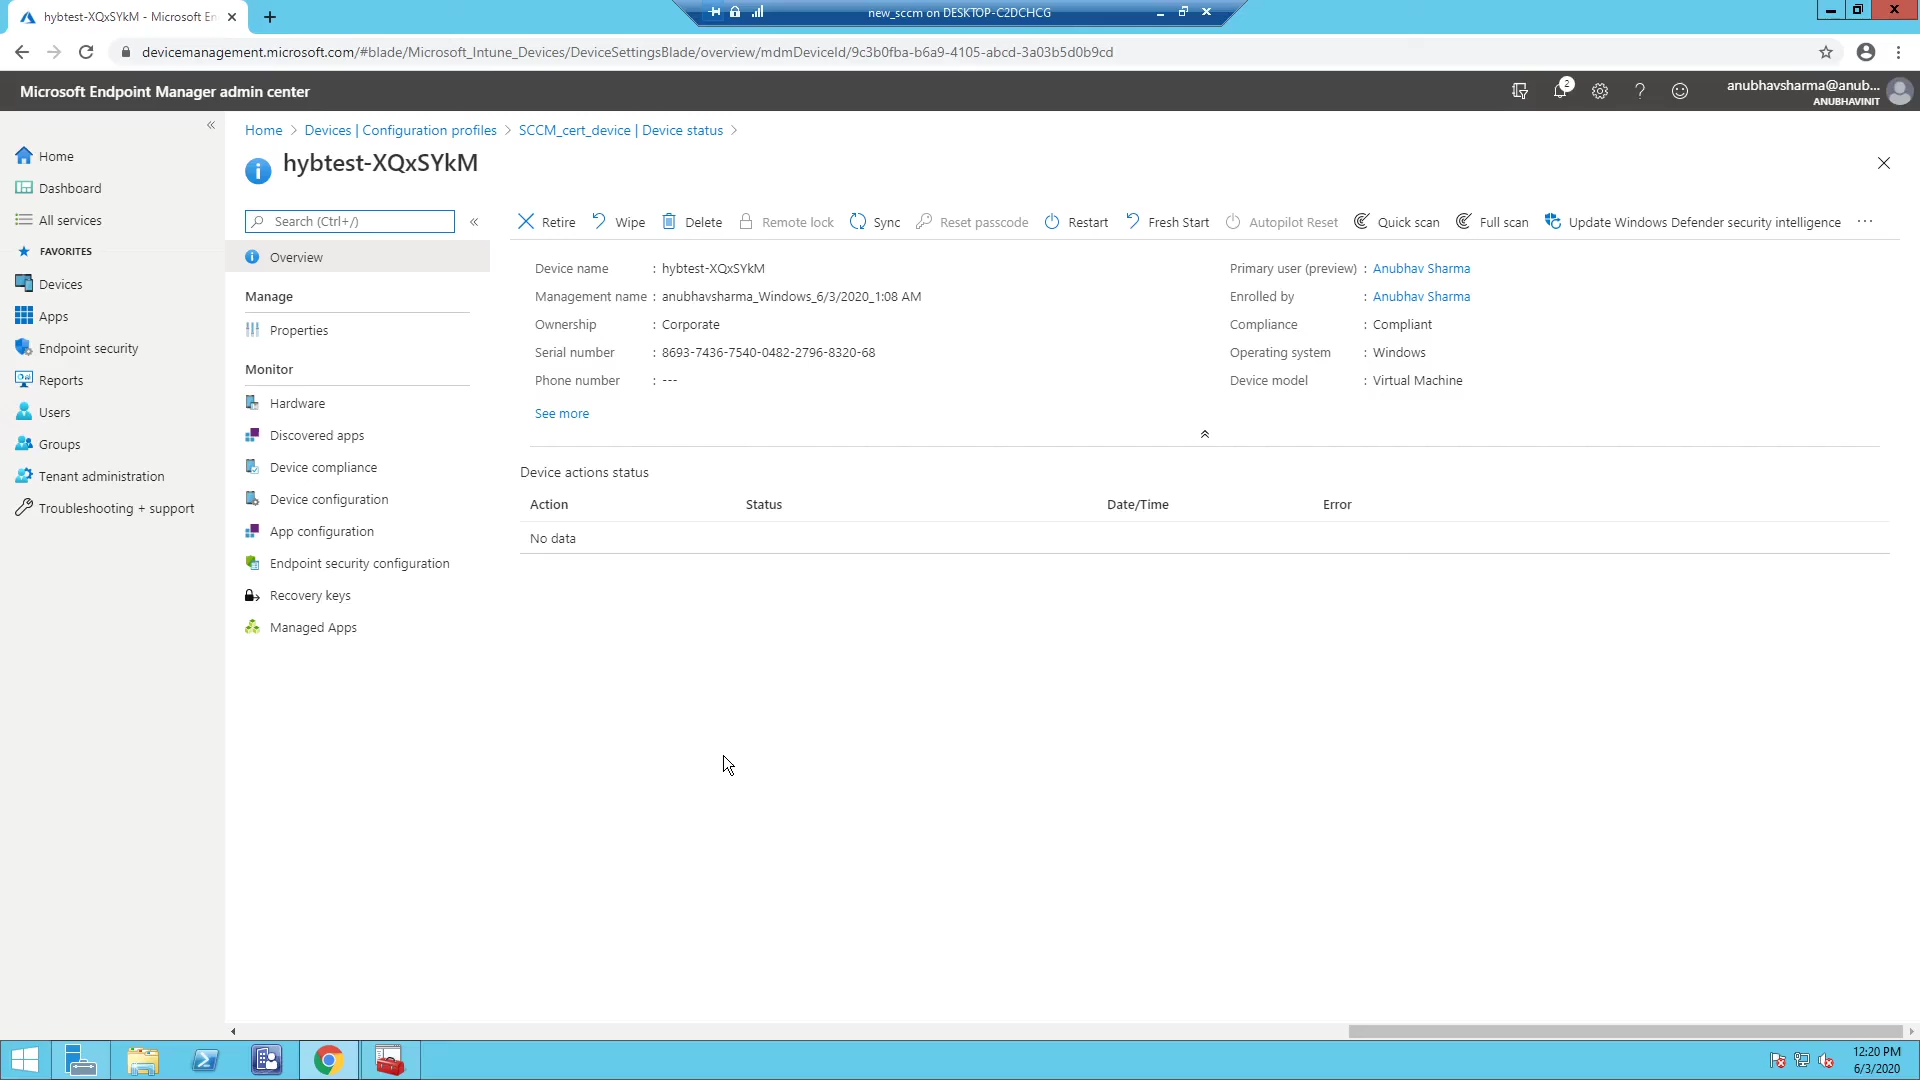 hybtest-XQxSYkM - Microsoft En
new_sccm on DESKTOP-C2DCHCG
devicemanagement.microsoft.com/#blade/Microsoft_Intune_Devices/DeviceSettingsBlade/overview/mdmDeviceId/9c3b0fba-b6a9-4105-abcd-3a03b5d0b9cd
Microsoft Endpoint Manager admin center
2
anubhavsharma@anub...
ANUBHAVINIT
Home > Devices | Configuration profiles > SCCM_cert_device | Device status >
hybtest-XQxSYkM
Home
Dashboard
All services
FAVORITES
Devices
Apps
Endpoint security
Reports
Users
Groups
Tenant administration
Troubleshooting + support
Search (Ctrl+/)
Overview
Manage
Properties
Monitor
Hardware
Discovered apps
Device compliance
Device configuration
App configuration
Endpoint security configuration
Recovery keys
Managed Apps
Retire Wipe Delete Remote lock Sync Reset passcode Restart Fresh Start Autopilot Reset Quick scan Full scan Update Windows Defender security intelligence ...
Device name : hybtest-XQxSYkM
Management name : anubhavsharma_Windows_6/3/2020_1:08 AM
Ownership : Corporate
Serial number : 8693-7436-7540-0482-2796-8320-68
Phone number : ---
See more
Primary user (preview) : Anubhav Sharma
Enrolled by : Anubhav Sharma
Compliance : Compliant
Operating system : Windows
Device model : Virtual Machine
Device actions status
Action Status Date/Time Error
No data
12:20 PM
6/3/2020